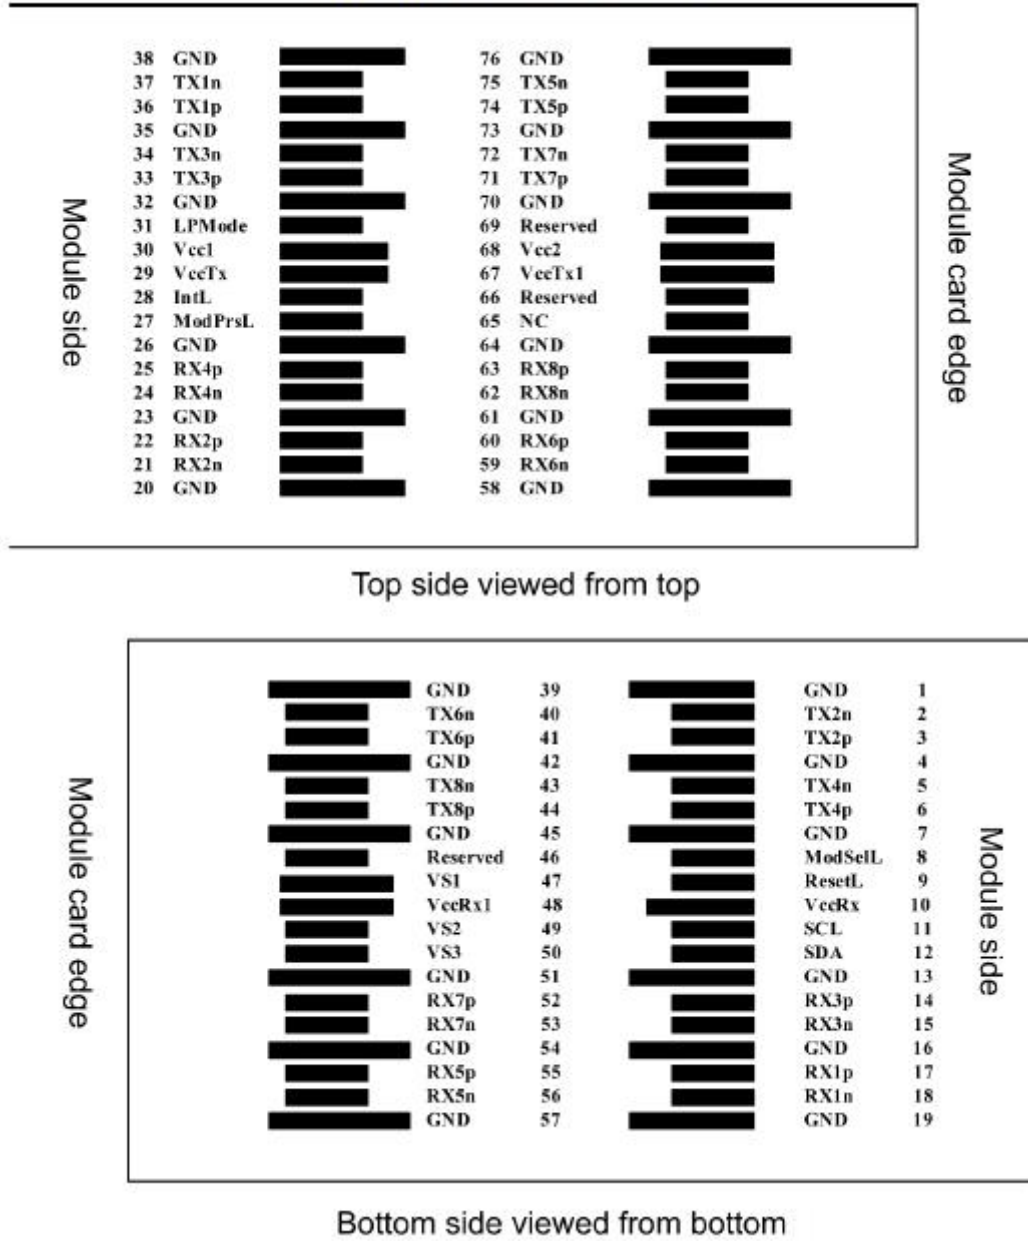 38 GND 76 GND
37 TX1n 75 TX5n
36 TX1p 74 TX5p
35 GND 73 GND
34 TX3n 72 TX7n
33 TX3p 71 TX7p
32 GND 70 GND
31 LPMode 69 Reserved
30 Vcc1 68 Vcc2
29 VccTx 67 VccTx1
28 IntL 66 Reserved
27 ModPrsL 65 NC
26 GND 64 GND
25 RX4p 63 RX8p
24 RX4n 62 RX8n
23 GND 61 GND
22 RX2p 60 RX6p
21 RX2n 59 RX6n
20 GND 58 GND
Module side
Module card edge
Top side viewed from top
GND 39 GND 1
TX6n 40 TX2n 2
TX6p 41 TX2p 3
GND 42 GND 4
TX8n 43 TX4n 5
TX8p 44 TX4p 6
GND 45 GND 7
Reserved 46 ModSelL 8
VS1 47 ResetL 9
VccRx1 48 VccRx 10
VS2 49 SCL 11
VS3 50 SDA 12
GND 51 GND 13
RX7p 52 RX3p 14
RX7n 53 RX3n 15
GND 54 GND 16
RX5p 55 RX1p 17
RX5n 56 RX1n 18
GND 57 GND 19
Module card edge
Module side
Bottom side viewed from bottom